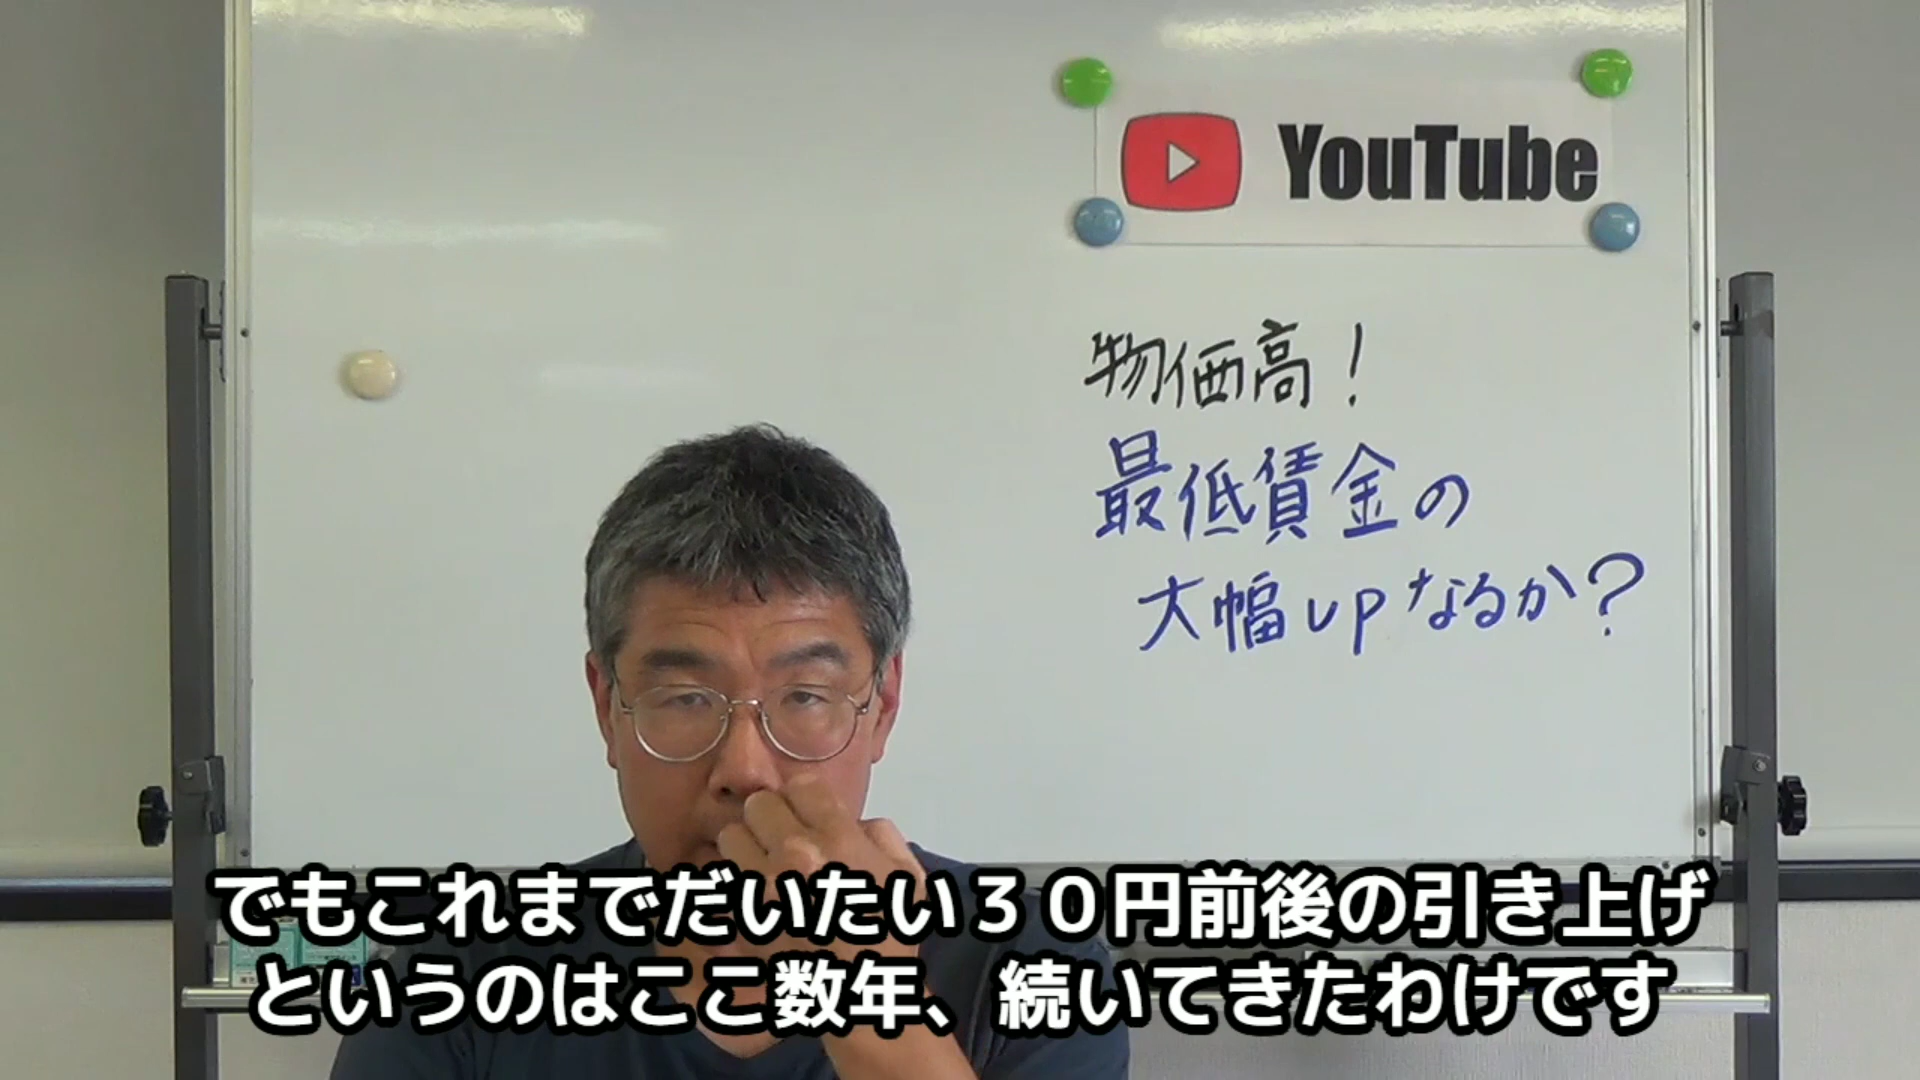 YouTube
物価高！
最低賃金の
大幅upなるか？
でもこれまでだいたい３０円前後の引き上げ
というのはここ数年、続いてきたわけです